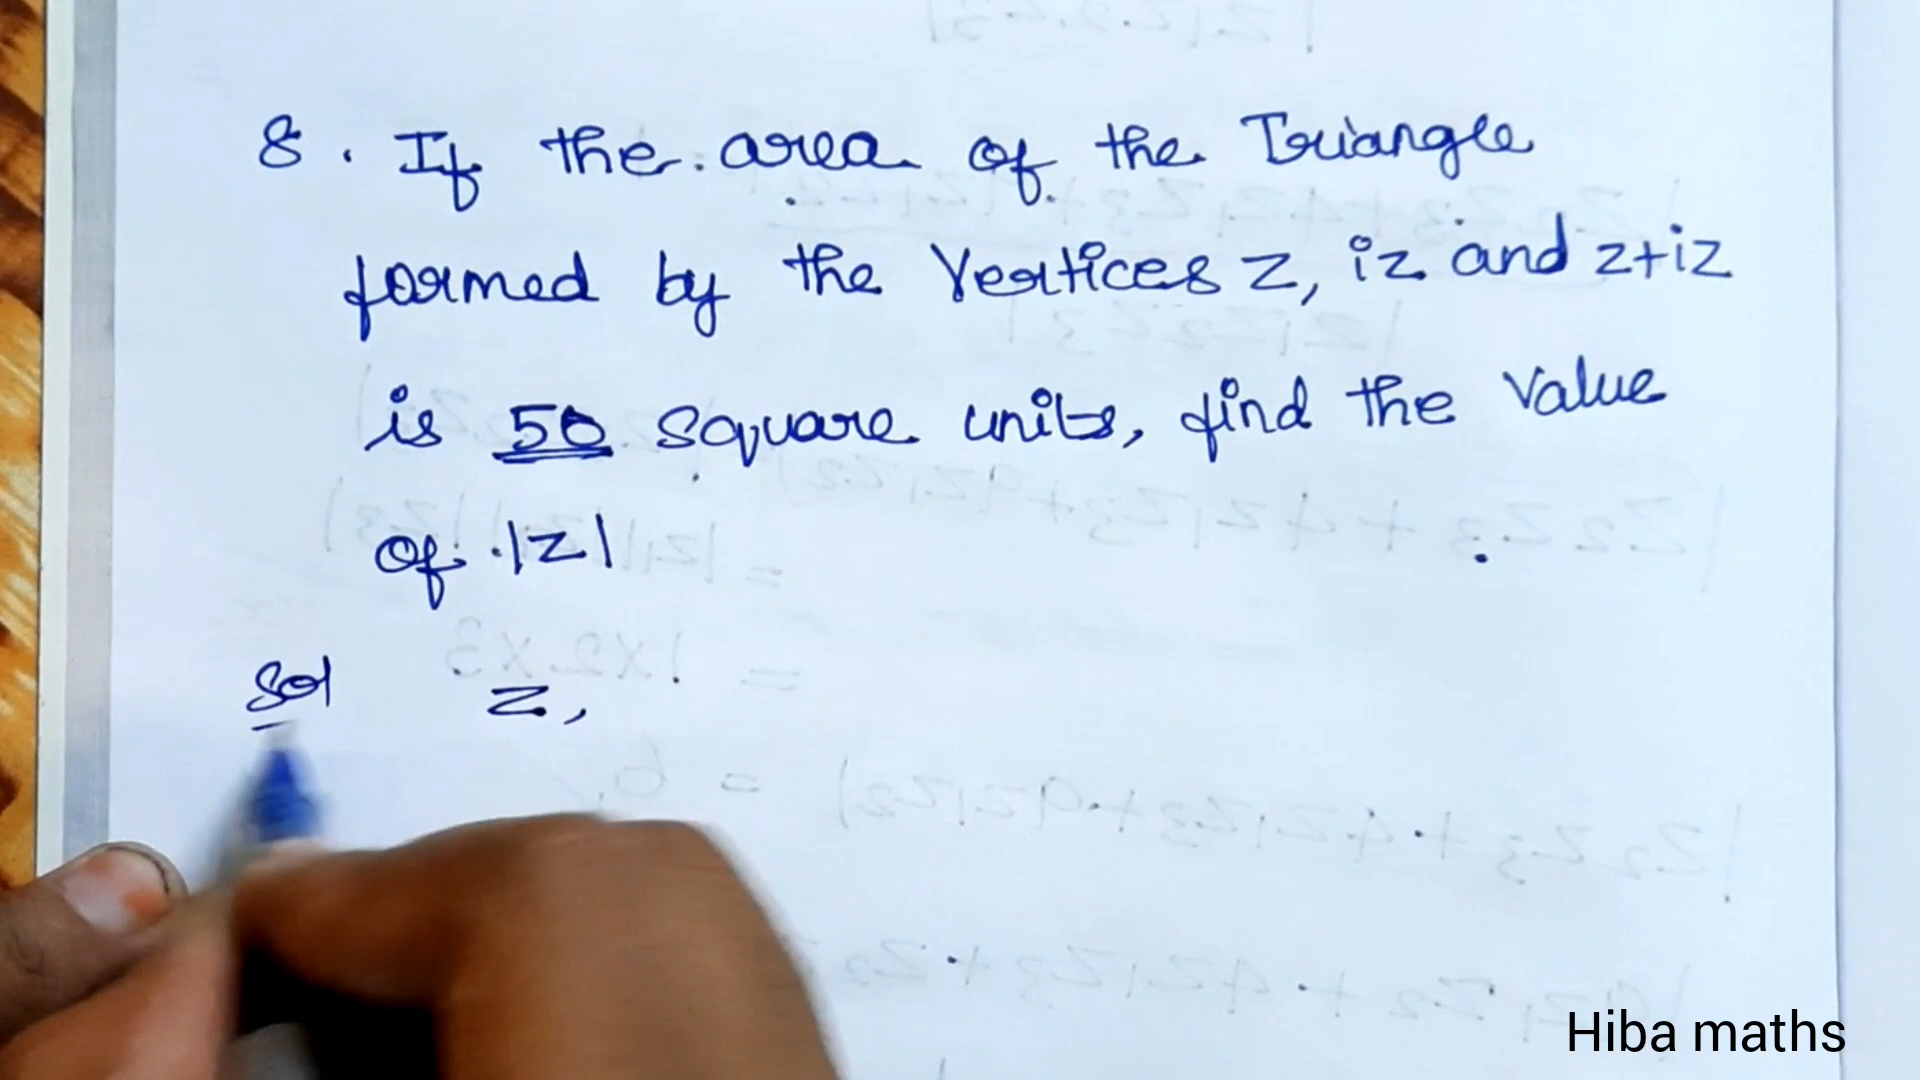 8. If the area of the Triangle
formed by the Vertices z, iz and z+iz
is 50 square units, find the value
of |z|
Sol z,
Hiba maths